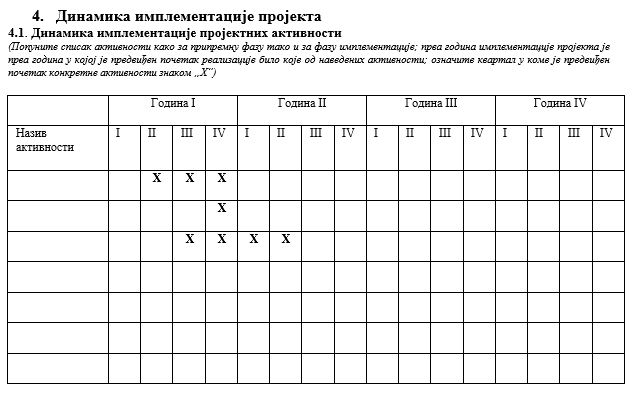 4. Динамика имплементације пројекта
4.1. Динамика имплементације пројектних активности
(Попуните списак активности како за припремну фазу тако и за фазу имплементације; прва година имплементације пројекта је
прва година у којој је предвиђен почетак реализације било које од наведених активности; означите квартал у коме је предвиђен
почетак конкретне активности знаком „X“)
Година I Година II Година III Година IV
Назив I II III IV I II III IV I II III IV I II III IV
активности
X X X
X
X X X X